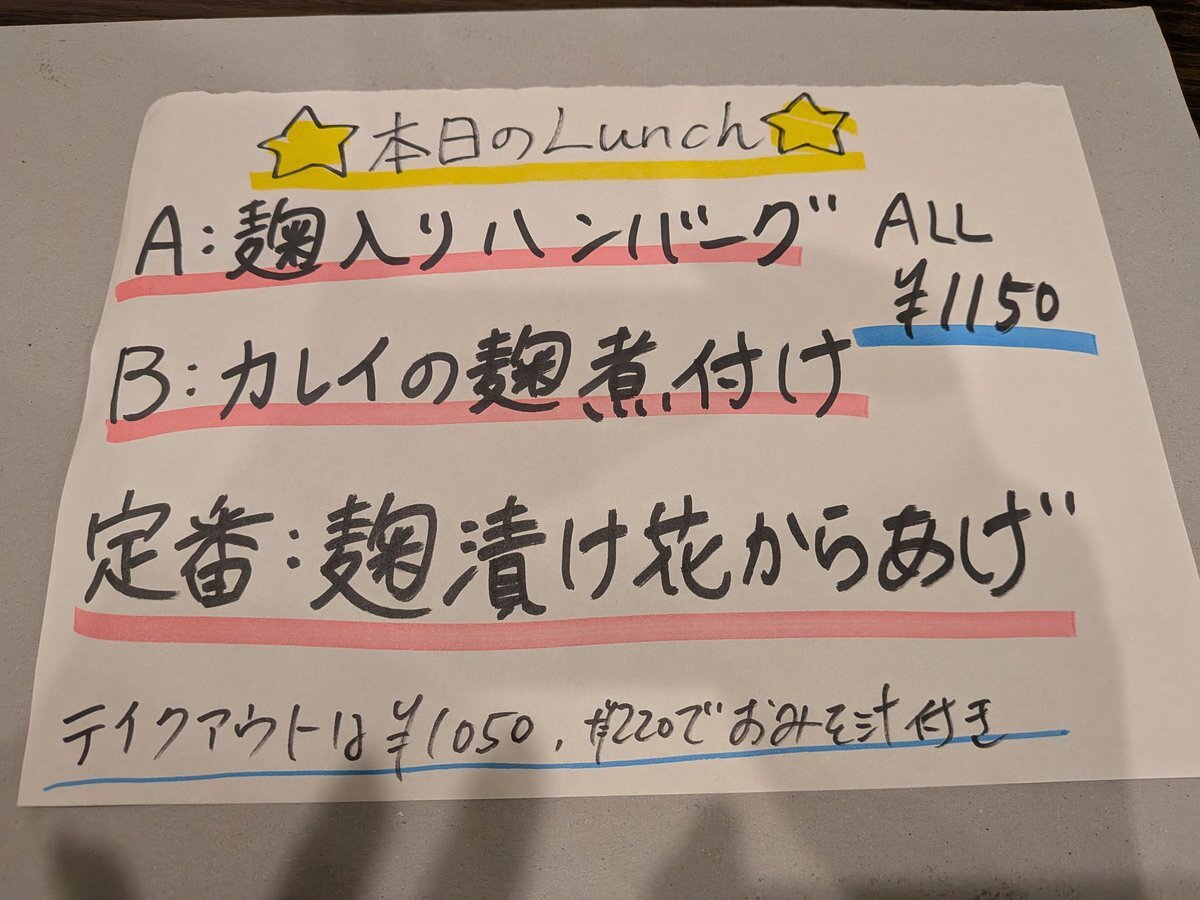 本日のLunch
A:麹入りハンバーグ
ALL
¥1150
B:カレイの麹煮付け
定番:麹漬け花からあげ
テイクアウトは¥1050,¥220でおみそ汁付き